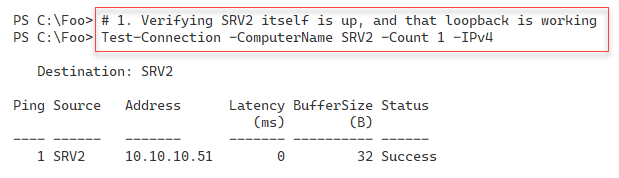 PS C:\Foo> # 1. Verifying SRV2 itself is up, and that loopback is working
PS C:\Foo> Test-Connection -ComputerName SRV2 -Count 1 -IPv4
Destination: SRV2
Ping Source Address Latency BufferSize Status
(ms) (B)
---- ------ ------- ------- ---------- ------
1 SRV2 10.10.10.51 0 32 Success